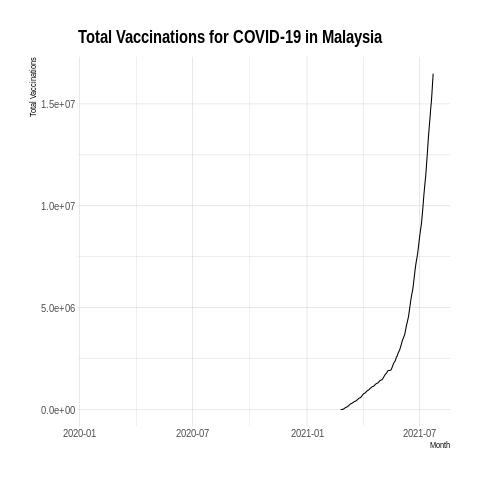 Total Vaccinations for COVID-19 in Malaysia
Total Vaccinations
1.5e+07
1.0e+07
5.0e+06
0.0e+00
2020-01 2020-07 2021-01 2021-07
Month